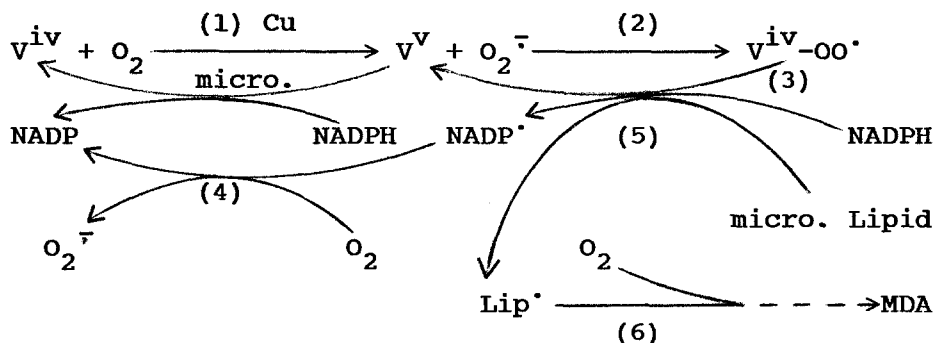 (1) Cu (2)
V^iv + O₂ V^v + O₂^- V^iv-OO·
micro. (3)
NADP NADPH NADP· (5) NADPH
(4) micro. Lipid
O₂^- O₂ O₂
Lip· MDA
(6)